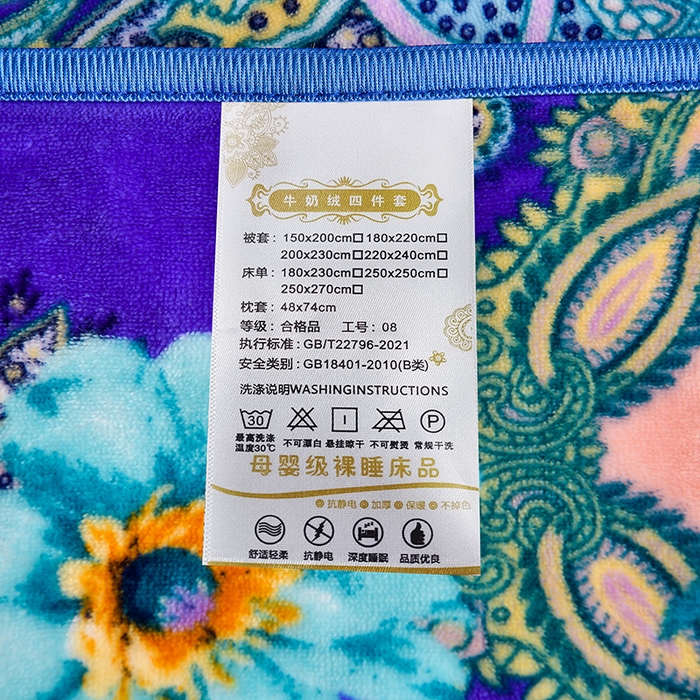 牛奶绒四件套
被套：150x200cm□ 180x220cm□
200x230cm□ 220x240cm□
床单：180x230cm□ 250x250cm□
250x270cm□
枕套：48x74cm
等级：合格品 工号：08
执行标准：GB/T22796-2021
安全类别：GB18401-2010(B类)
洗涤说明WASHINGINSTRUCTIONS
30 P
最高洗涤温度30℃ 不可漂白 悬挂晾干 不可熨烫 常规干洗
母婴级裸睡床品
抗静电 加厚 保暖 不掉色
舒适轻柔 抗静电 深度睡眠 品质优良